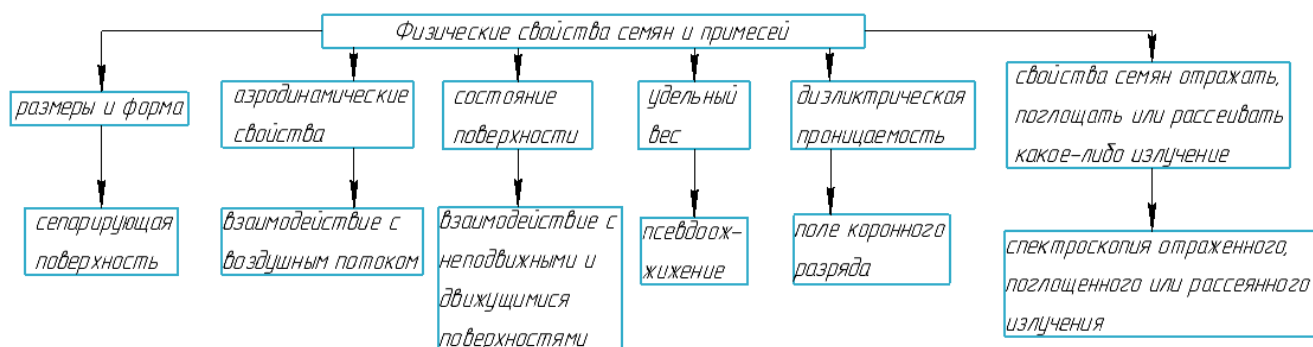 Физические свойства семян и примесей
размеры и форма
аэродинамические
свойства
состояние
поверхности
удельный
вес
диэликтрическая
проницаемость
свойства семян отражать,
поглощать или рассеивать
какое-либо излучение
сепарирующая
поверхность
взаимодействие с
воздушным потоком
взаимодействие с
неподвижными и
движущимися
поверхностями
псевдоож-
жижение
поле коронного
разряда
спектроскопия отраженного,
поглощенного или рассеянного
излучения